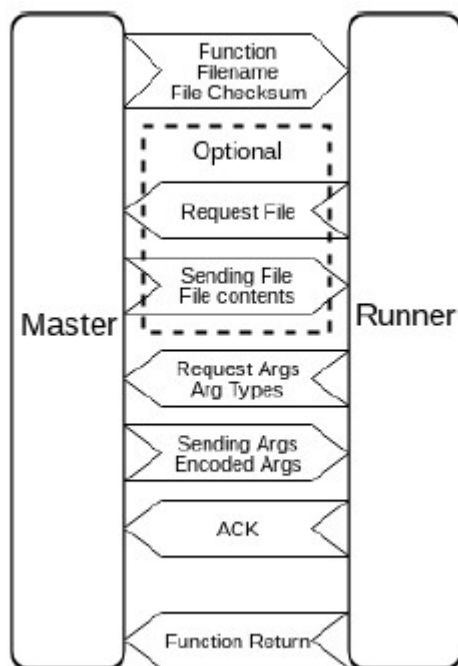 Function
Filename
File Checksum
Optional
Request File
Sending File
File contents
Master
Runner
Request Args
Arg Types
Sending Args
Encoded Args
ACK
Function Return